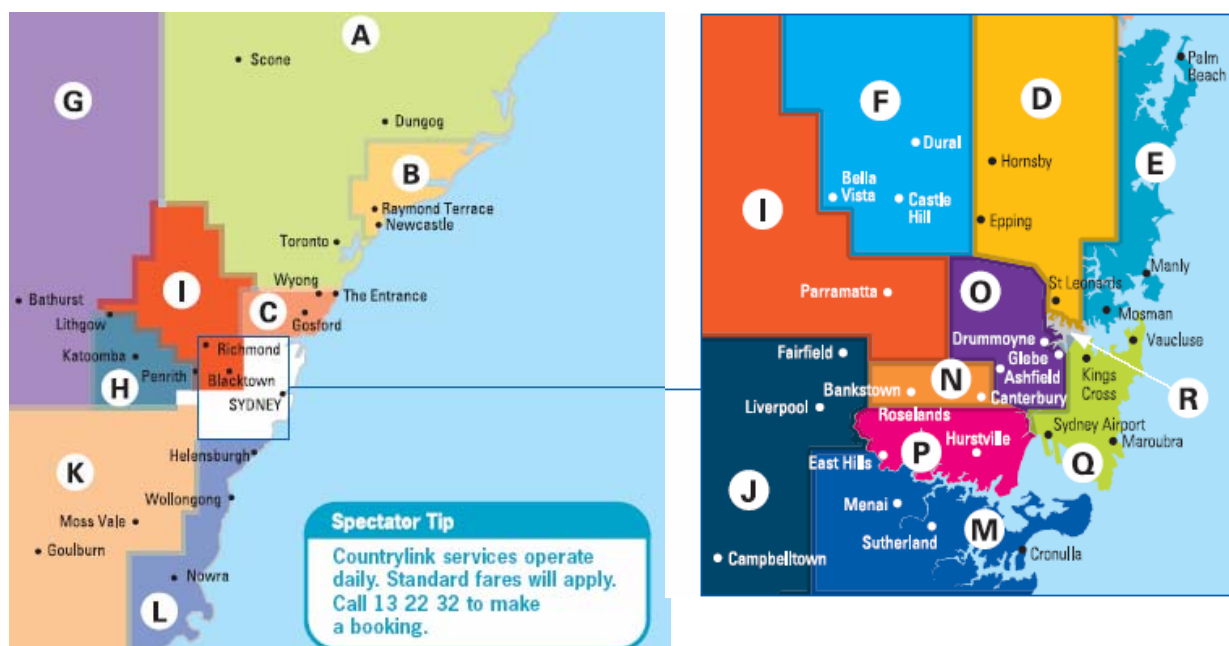 A
Scone
G
Dungog
B
Raymond Terrace
Newcastle
Toronto
Wyong
The Entrance
I
C
Bathurst
Lithgow
Gosford
Richmond
Katoomba
Penrith
Blacktown
H
SYDNEY
Helensburgh
K
Wollongong
Moss Vale
Goulburn
Nowra
L
Spectator Tip
Countrylink services operate
daily. Standard fares will apply.
Call 13 22 32 to make
a booking.
Palm
Beach
F
D
Dural
Hornsby
E
Bella
Vista
Castle
Hill
I
Epping
Manly
Parramatta
O
St Leonards
Mosman
Drummoyne
Vaucluse
Fairfield
Glebe
Ashfield
Kings
Cross
N
Bankstown
Canterbury
R
Liverpool
Roselands
Sydney Airport
Hurstville
Maroubra
P
East Hills
Q
J
Menai
Sutherland
M
Cronulla
Campbelltown